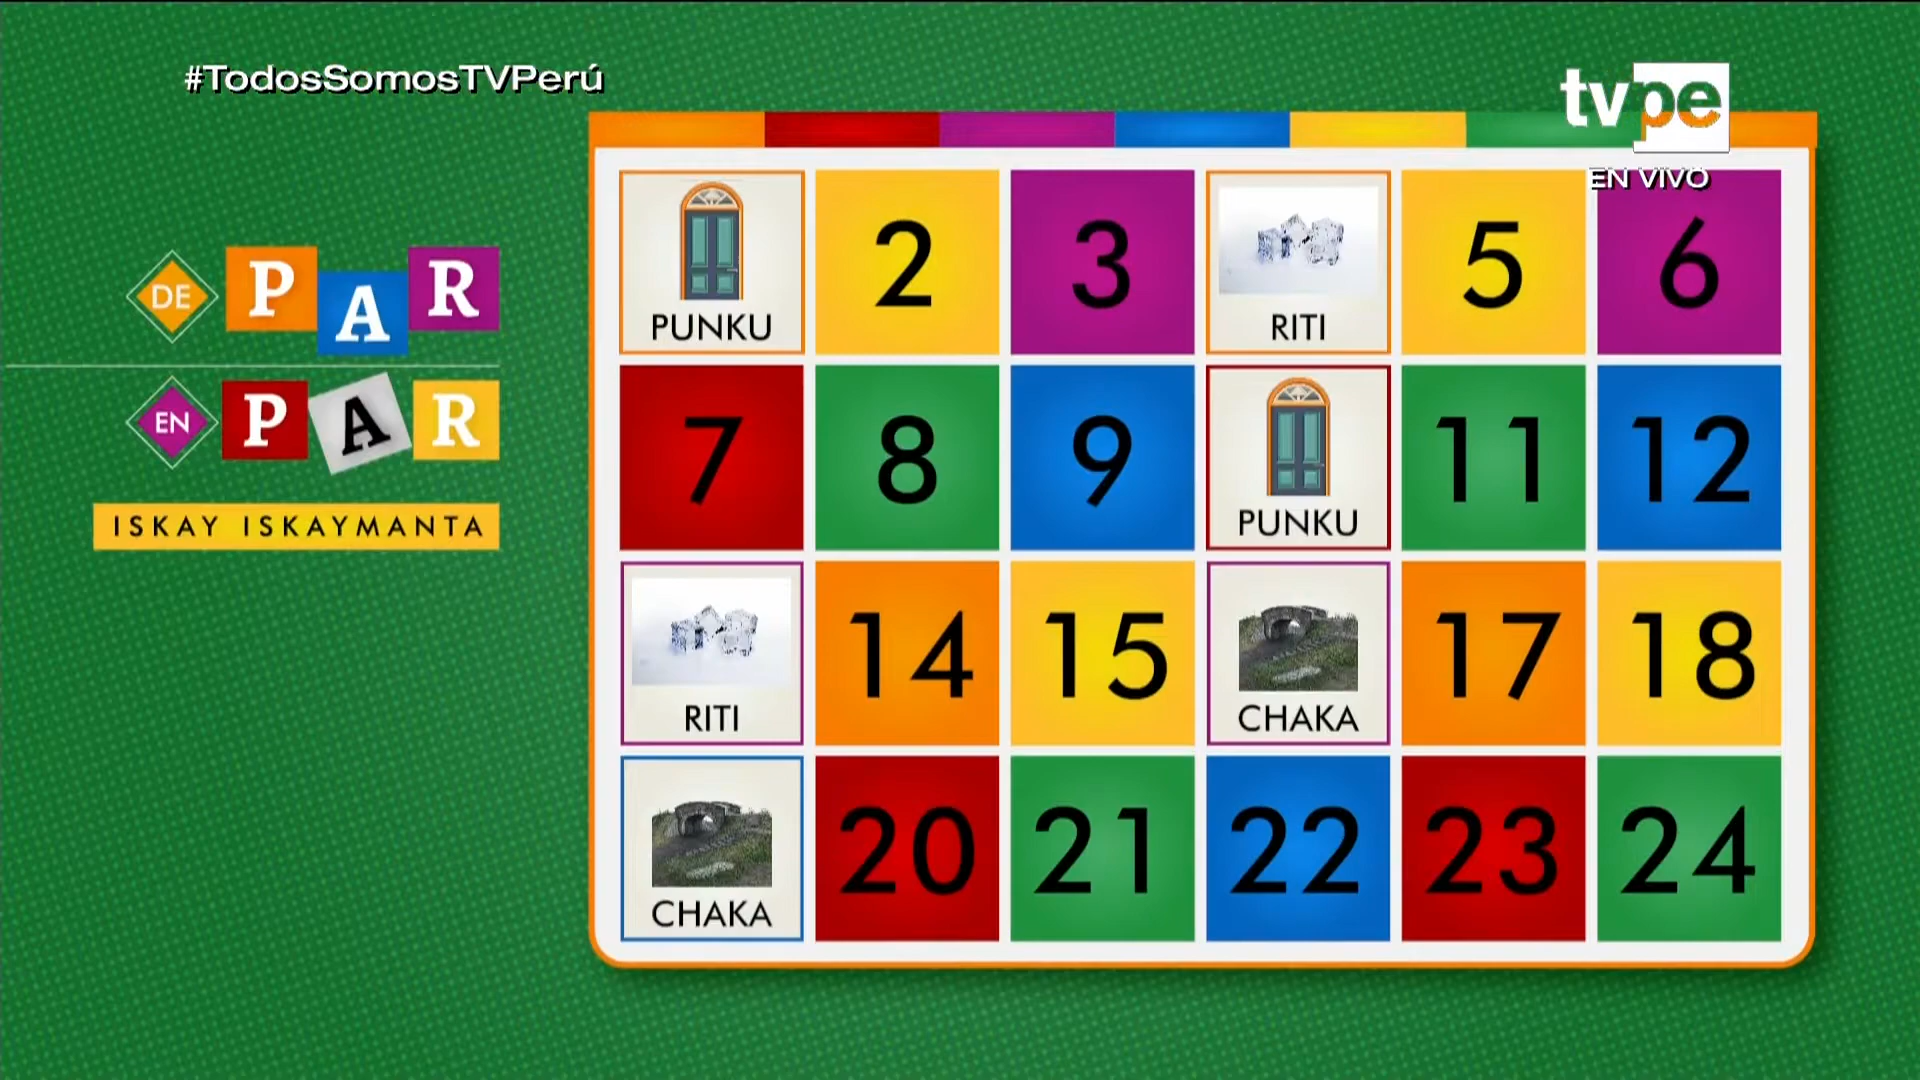 #TodosSomosTVPerú
tvpe
EN VIVO
DE PAR
EN PAR
ISKAY ISKAYMANTA
PUNKU 2 3 RITI 5 6
7 8 9 PUNKU 11 12
RITI 14 15 CHAKA 17 18
CHAKA 20 21 22 23 24